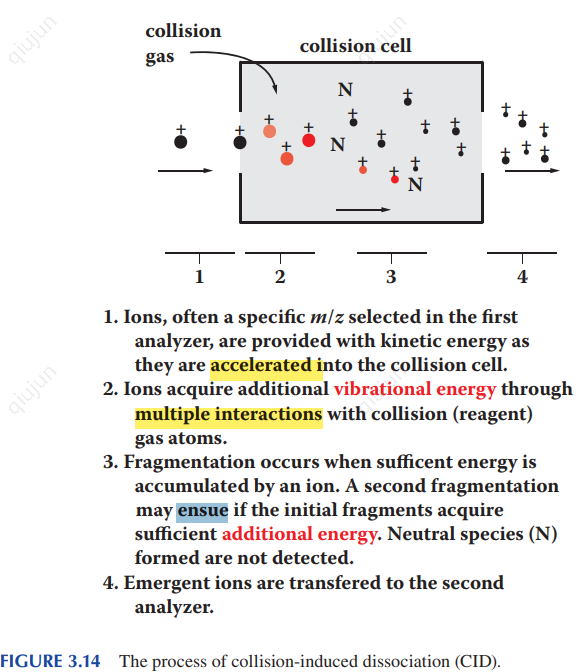 collision
gas
collision cell
N
N
N
1 2 3 4
1. Ions, often a specific m/z selected in the first
analyzer, are provided with kinetic energy as
they are accelerated into the collision cell.
2. Ions acquire additional vibrational energy through
multiple interactions with collision (reagent)
gas atoms.
3. Fragmentation occurs when sufficent energy is
accumulated by an ion. A second fragmentation
may ensue if the initial fragments acquire
sufficient additional energy. Neutral species (N)
formed are not detected.
4. Emergent ions are transfered to the second
analyzer.
FIGURE 3.14 The process of collision-induced dissociation (CID).
qiujun
qiujun
qiujun
qiujun